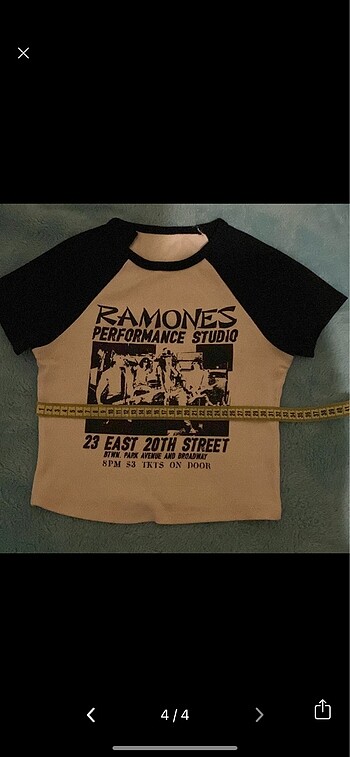 RAMONES
PERFORMANCE STUDIO
23 EAST 20TH STREET
BTWN. PARK AVENUE AND BROADWAY
8PM $3 TKTS ON DOOR
4/4